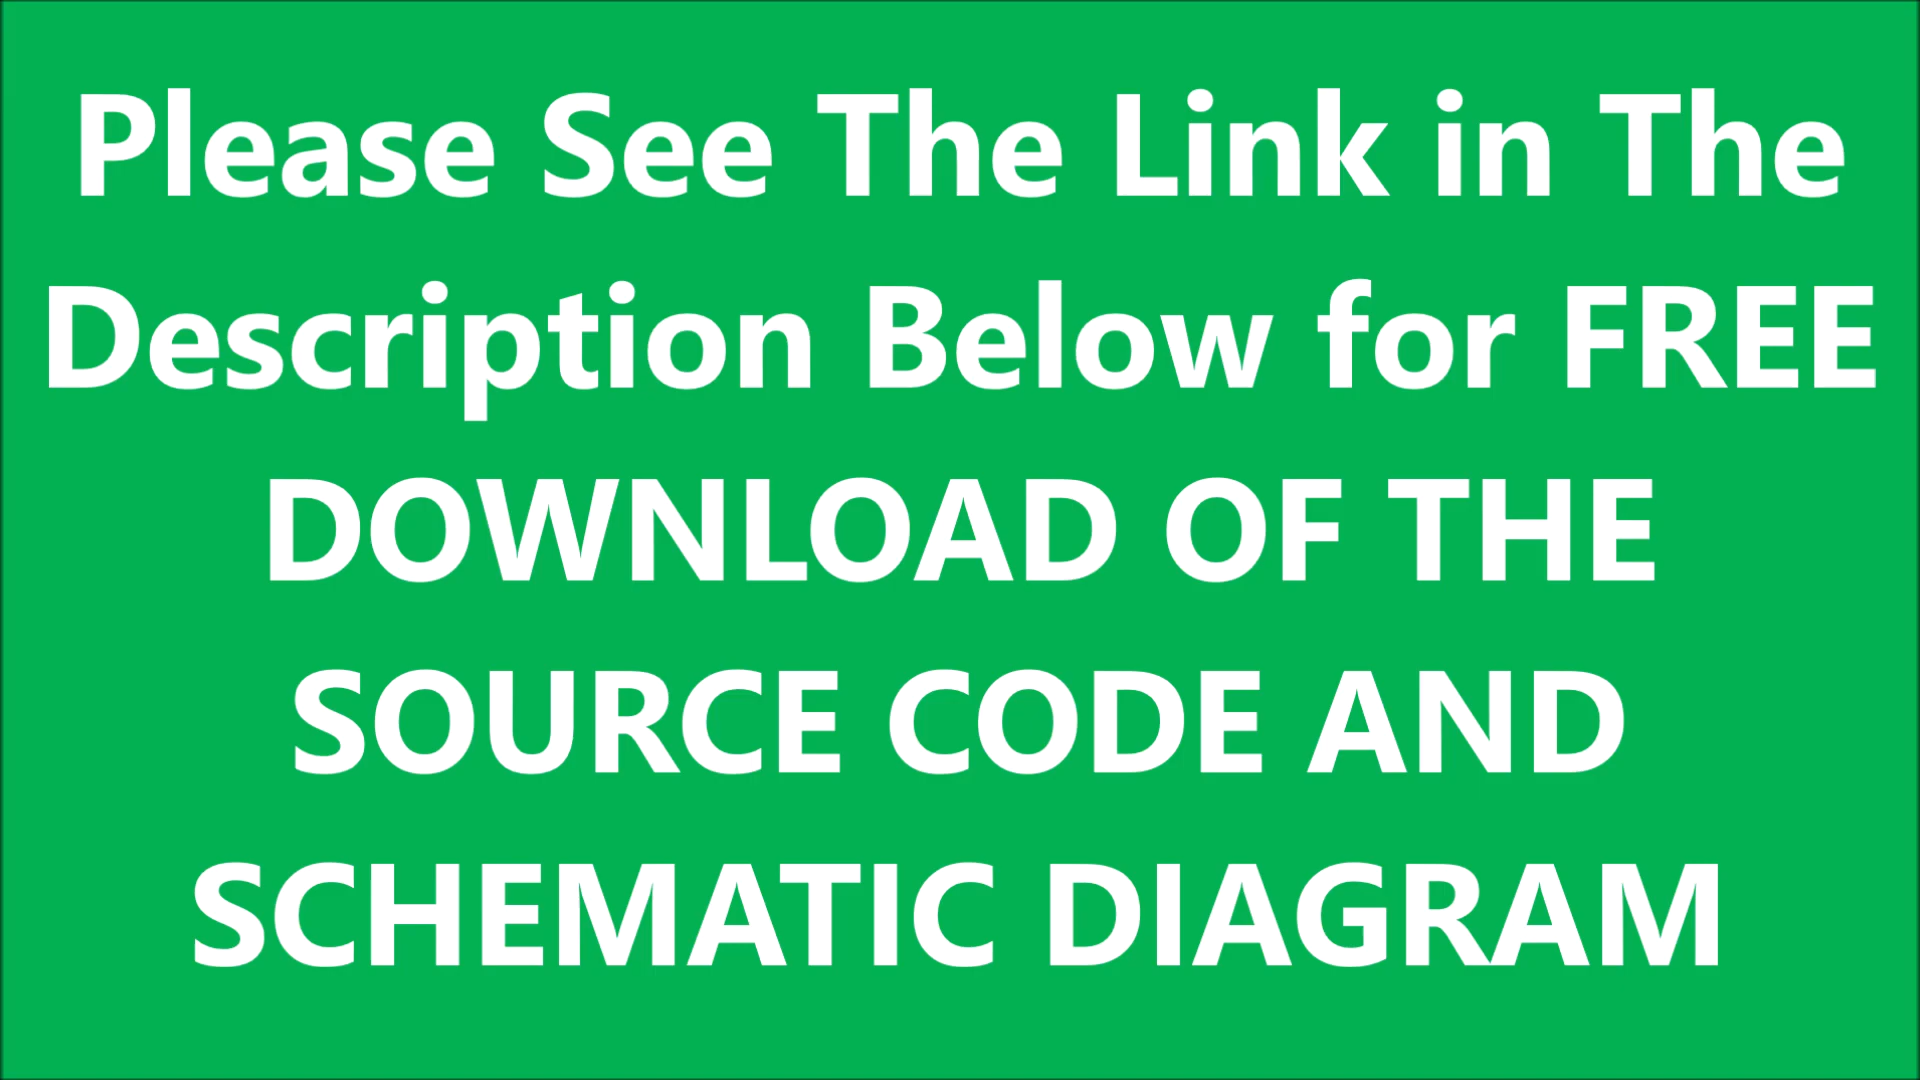 Please See The Link in The
Description Below for FREE
DOWNLOAD OF THE
SOURCE CODE AND
SCHEMATIC DIAGRAM